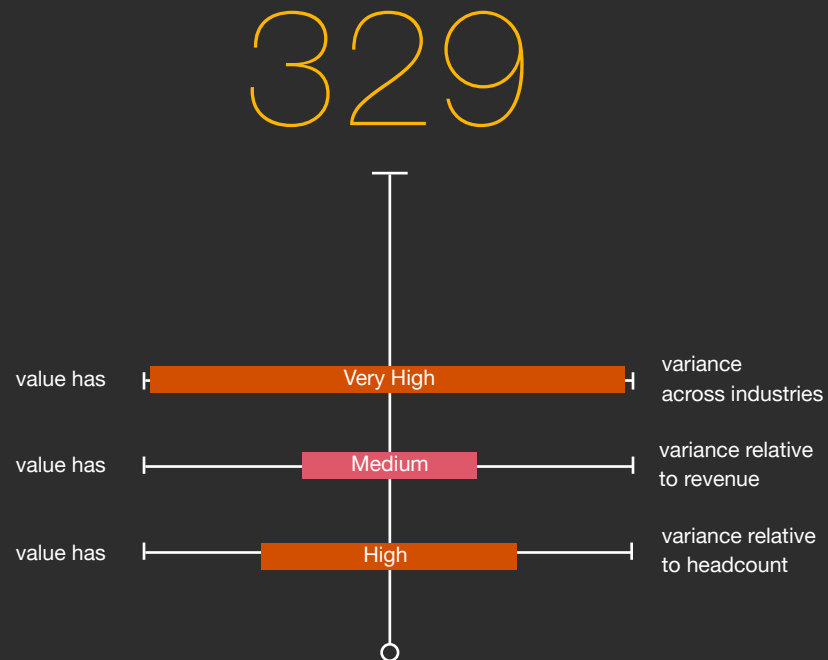 329
value has
Very High
variance
across industries
value has
Medium
variance relative
to revenue
value has
High
variance relative
to headcount